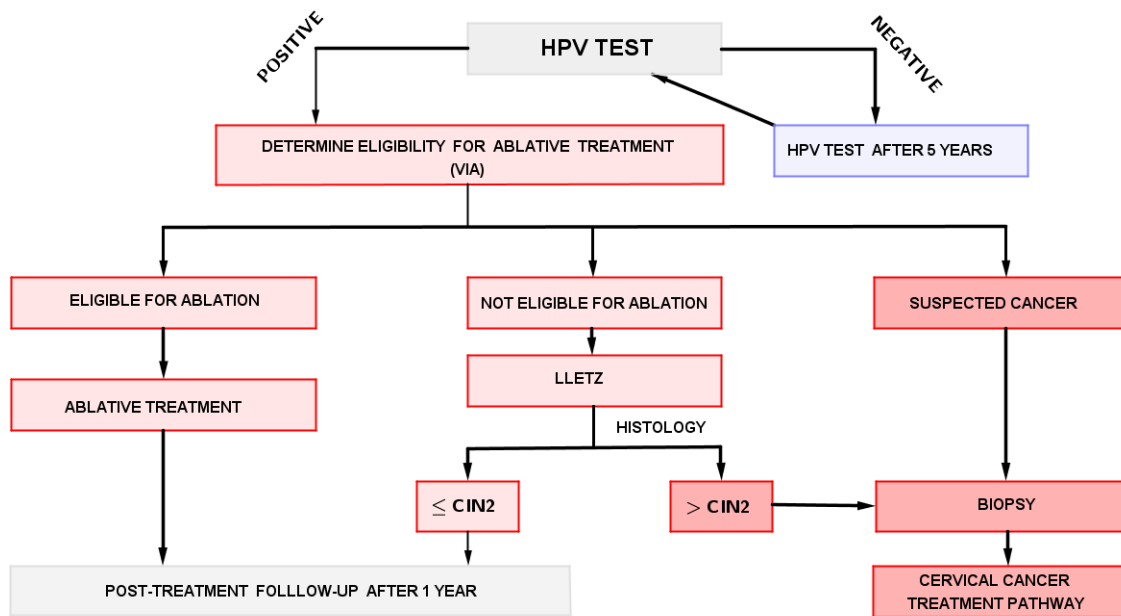 HPV TEST
POSITIVE
NEGATIVE
DETERMINE ELIGIBILITY FOR ABLATIVE TREATMENT
(VIA)
HPV TEST AFTER 5 YEARS
ELIGIBLE FOR ABLATION
NOT ELIGIBLE FOR ABLATION
SUSPECTED CANCER
ABLATIVE TREATMENT
LLETZ
HISTOLOGY
≤ CIN2
> CIN2
BIOPSY
POST-TREATMENT FOLLLOW-UP AFTER 1 YEAR
CERVICAL CANCER
TREATMENT PATHWAY